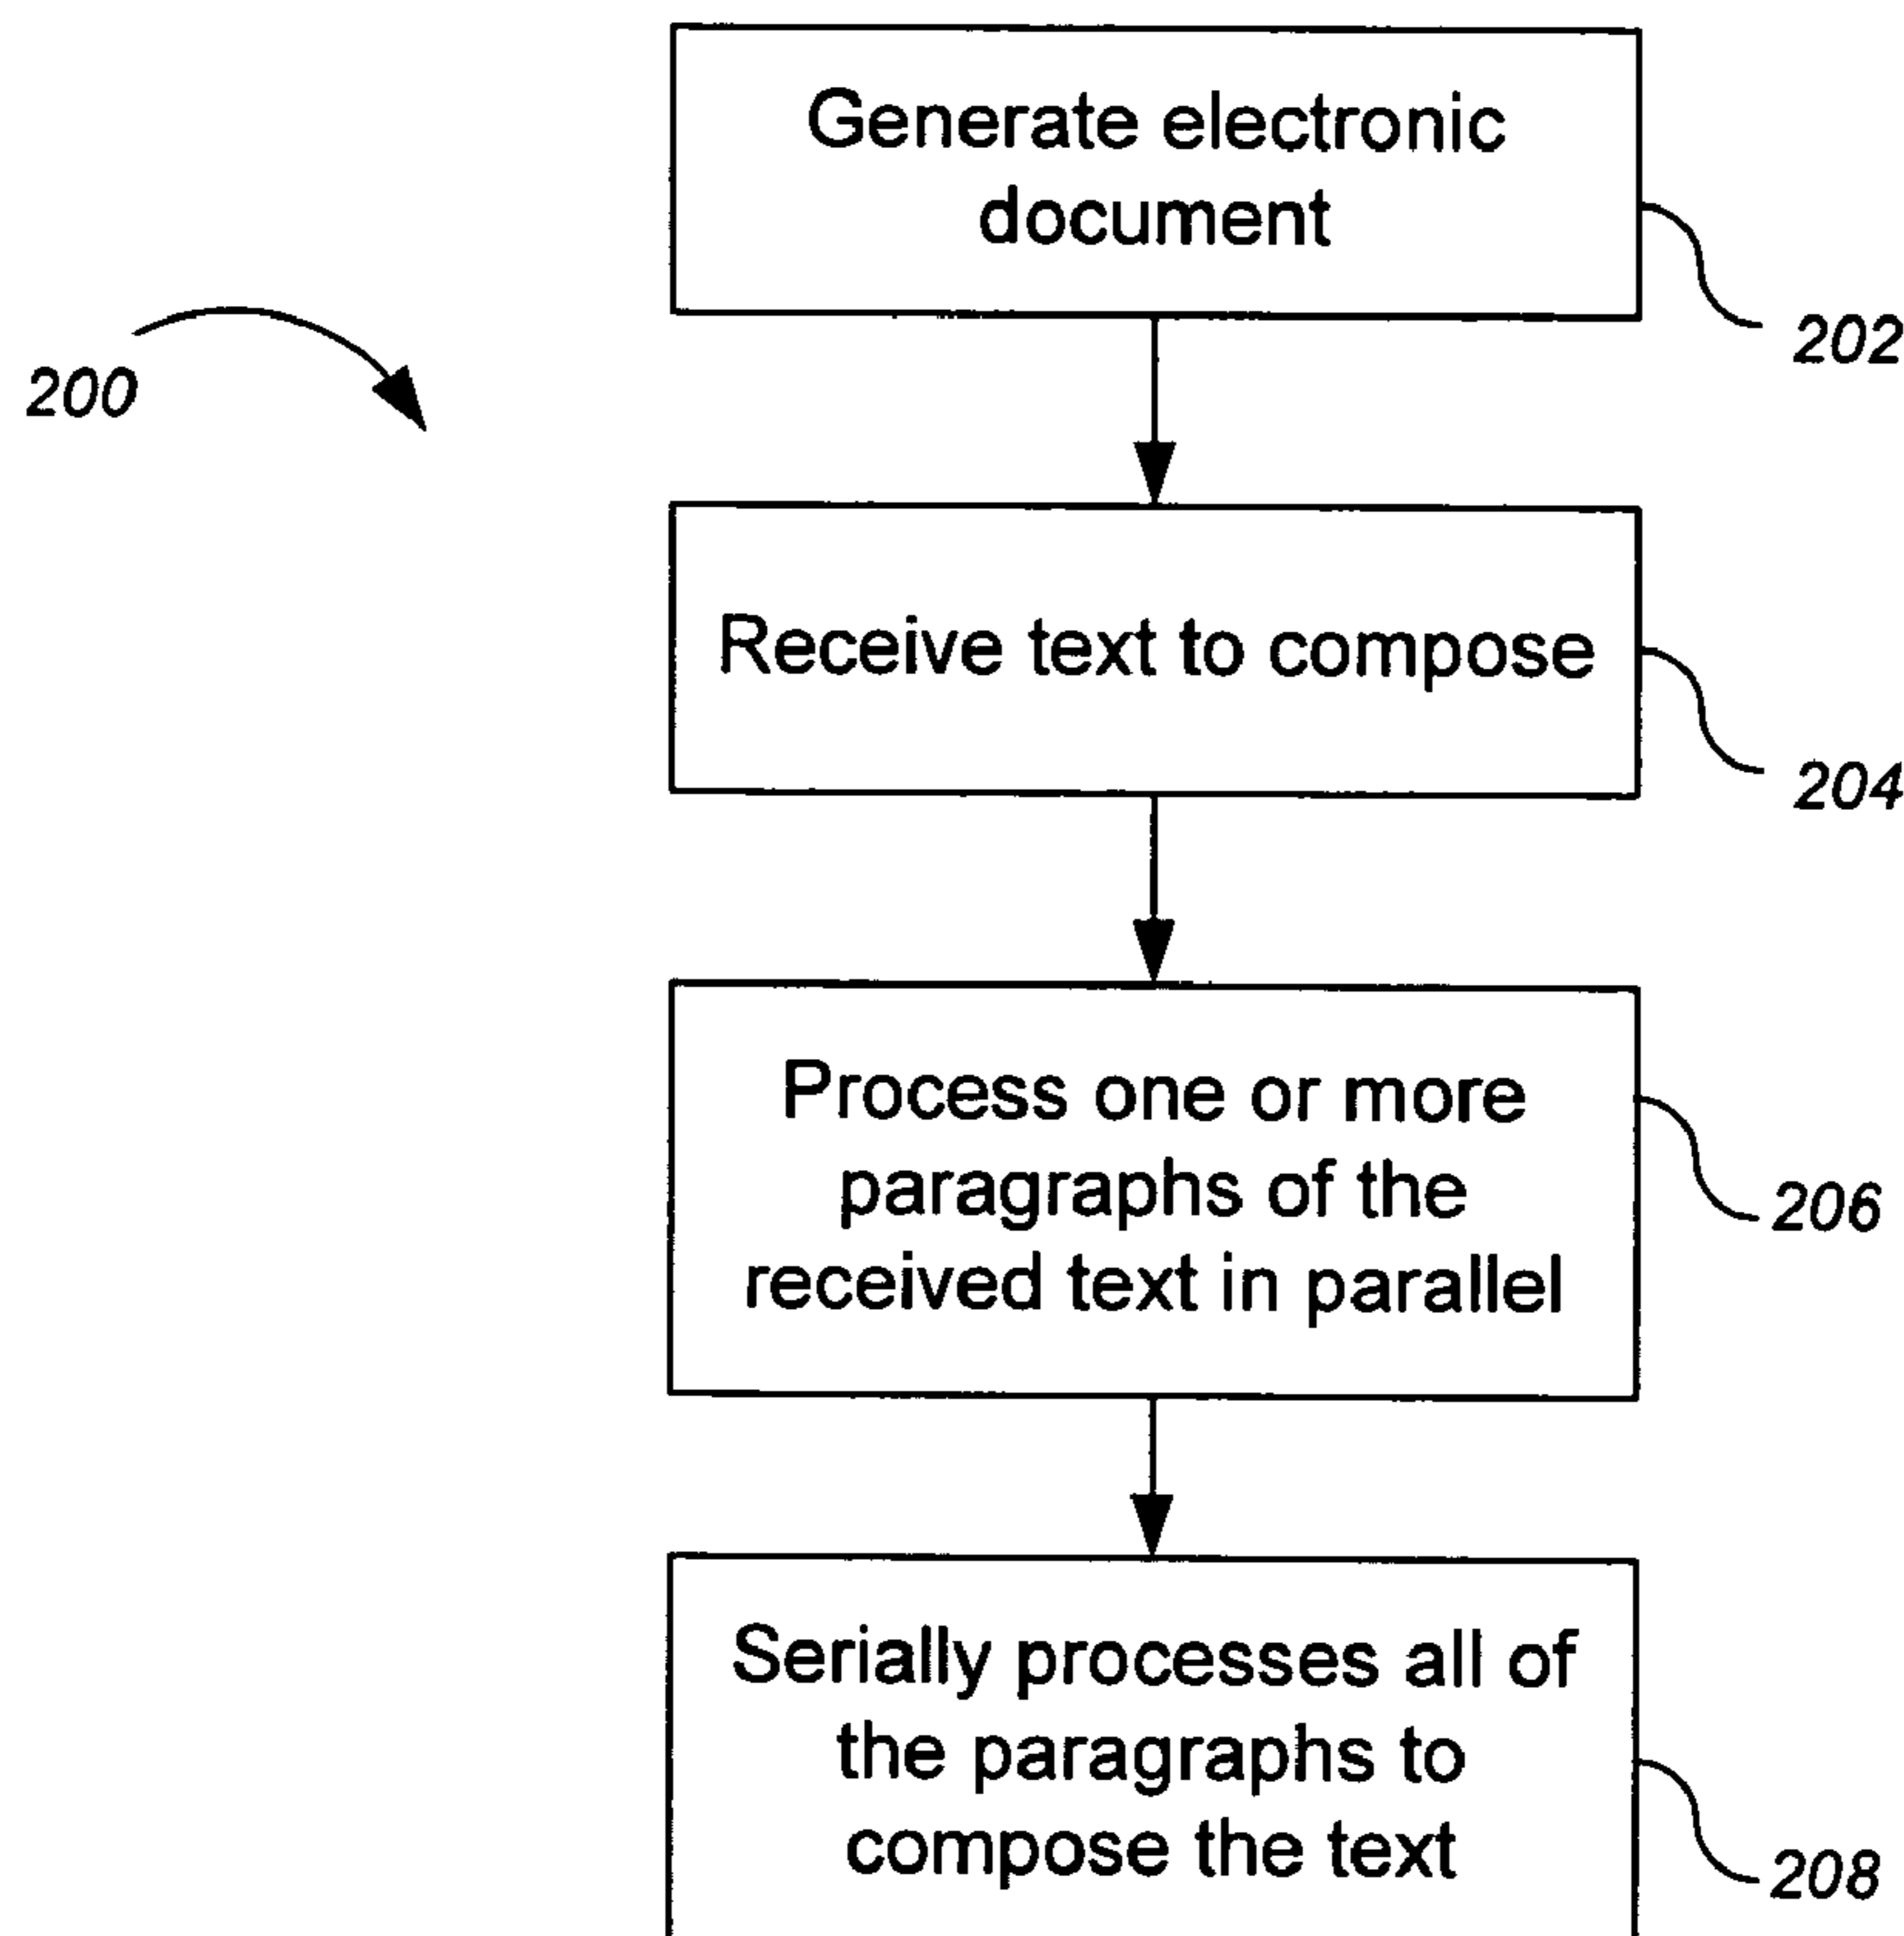 Generate electronic
document
202
200
Receive text to compose
204
Process one or more
paragraphs of the
received text in parallel
206
Serially processes all of
the paragraphs to
compose the text
208